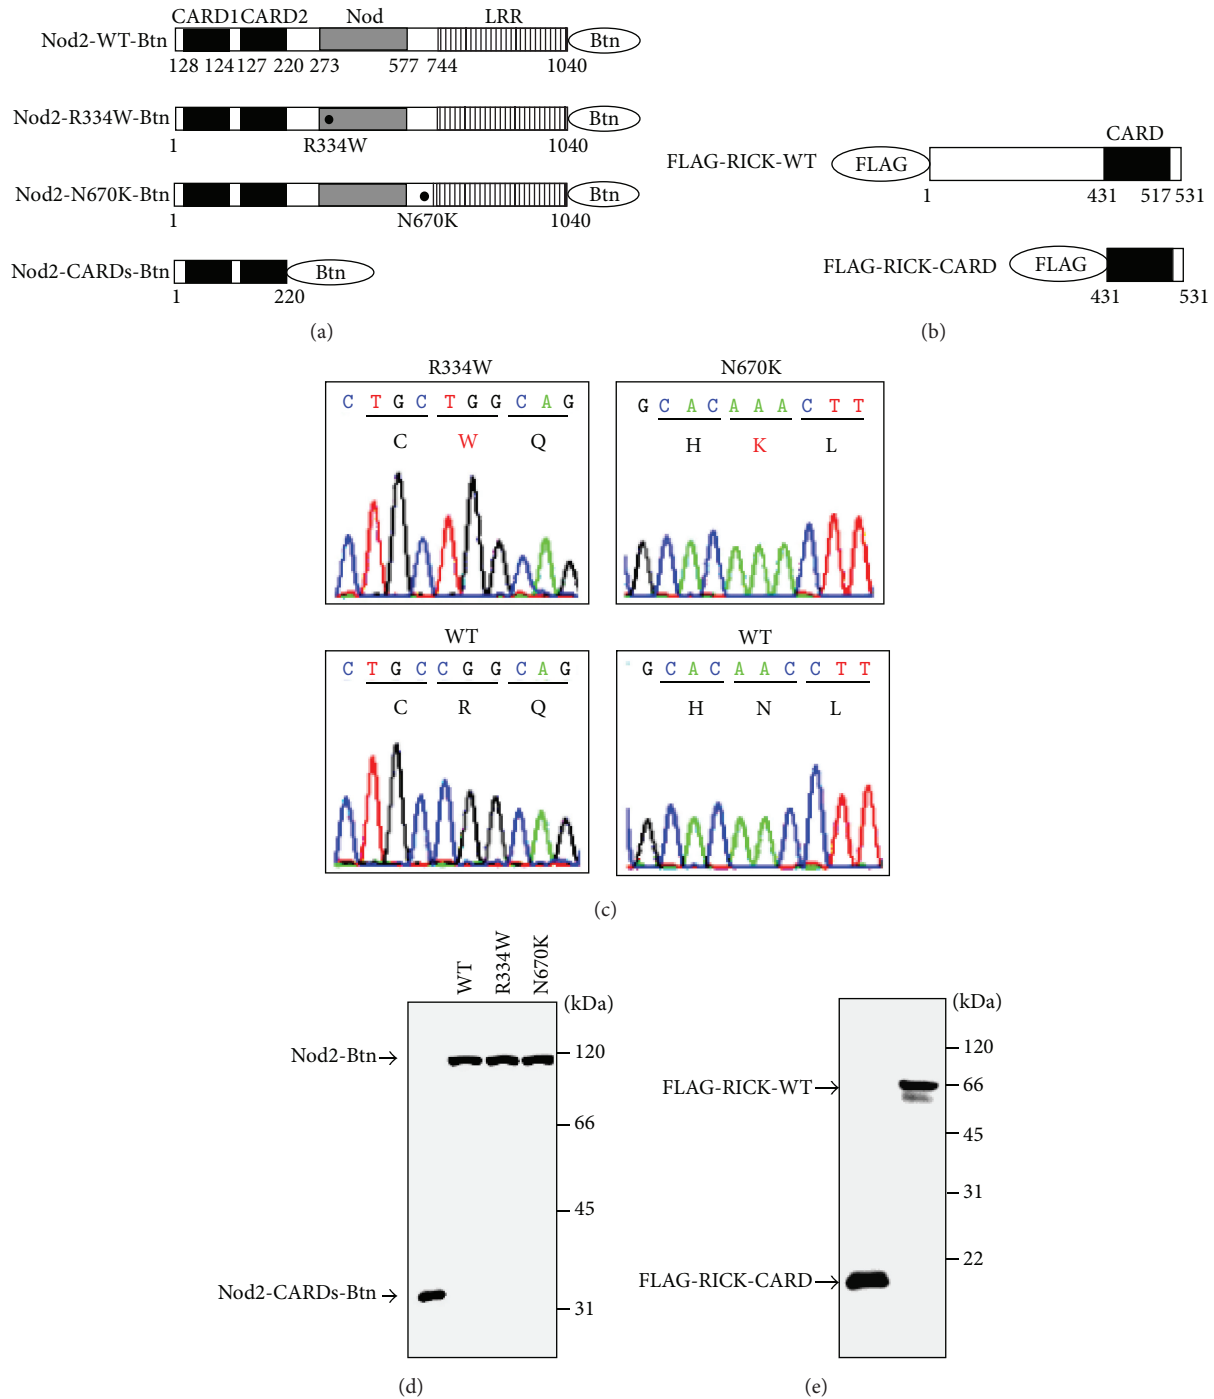 CARD1 CARD2 Nod LRR
Nod2-WT-Btn Btn
128 124 127 220 273 577 744 1040
Nod2-R334W-Btn Btn
1 R334W 1040
Nod2-N670K-Btn Btn
1 N670K 1040
Nod2-CARDs-Btn Btn
1 220
(a)
CARD
FLAG-RICK-WT FLAG
1 431 517 531
FLAG-RICK-CARD FLAG
431 531
(b)
R334W
C T G C T G G C A G
C W Q
N670K
G C A C A A A C T T
H K L
WT
C T G C C G G C A G
C R Q
WT
G C A C A A C C T T
H N L
(c)
WT R334W N670K
(kDa)
Nod2-Btn 120
66
45
Nod2-CARDs-Btn 31
(d)
(kDa)
120
FLAG-RICK-WT 66
45
31
22
FLAG-RICK-CARD
(e)